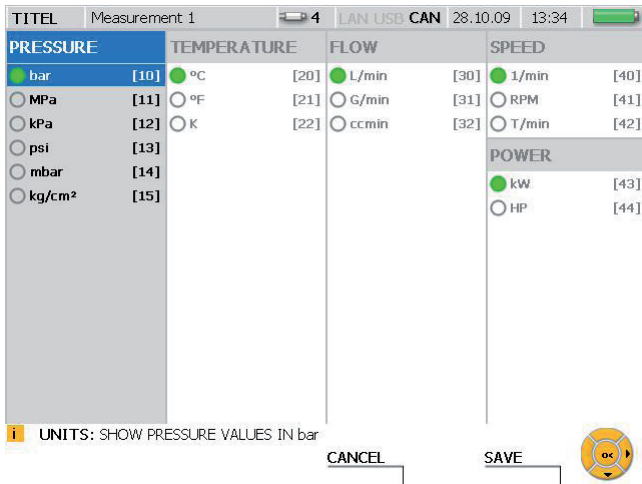 TITEL Measurement 1 4 LAN USB CAN 28.10.09 13:34
PRESSURE
bar [10]
MPa [11]
kPa [12]
psi [13]
mbar [14]
kg/cm² [15]
TEMPERATURE
°C [20]
°F [21]
K [22]
FLOW
L/min [30]
G/min [31]
ccmin [32]
SPEED
1/min [40]
RPM [41]
T/min [42]
POWER
kW [43]
HP [44]
i UNITS: SHOW PRESSURE VALUES IN bar
CANCEL SAVE OK